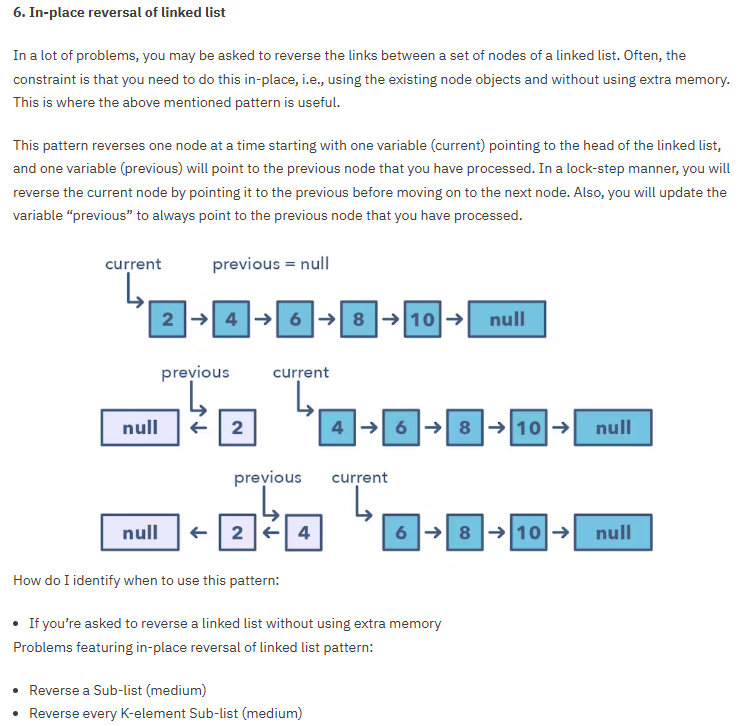 6. In-place reversal of linked list
In a lot of problems, you may be asked to reverse the links between a set of nodes of a linked list. Often, the
constraint is that you need to do this in-place, i.e., using the existing node objects and without using extra memory.
This is where the above mentioned pattern is useful.
This pattern reverses one node at a time starting with one variable (current) pointing to the head of the linked list,
and one variable (previous) will point to the previous node that you have processed. In a lock-step manner, you will
reverse the current node by pointing it to the previous before moving on to the next node. Also, you will update the
variable “previous” to always point to the previous node that you have processed.
current previous = null
2 → 4 → 6 → 8 → 10 → null
previous current
null ← 2 4 → 6 → 8 → 10 → null
previous current
null ← 2 ← 4 6 → 8 → 10 → null
How do I identify when to use this pattern:
• If you’re asked to reverse a linked list without using extra memory
Problems featuring in-place reversal of linked list pattern:
• Reverse a Sub-list (medium)
• Reverse every K-element Sub-list (medium)